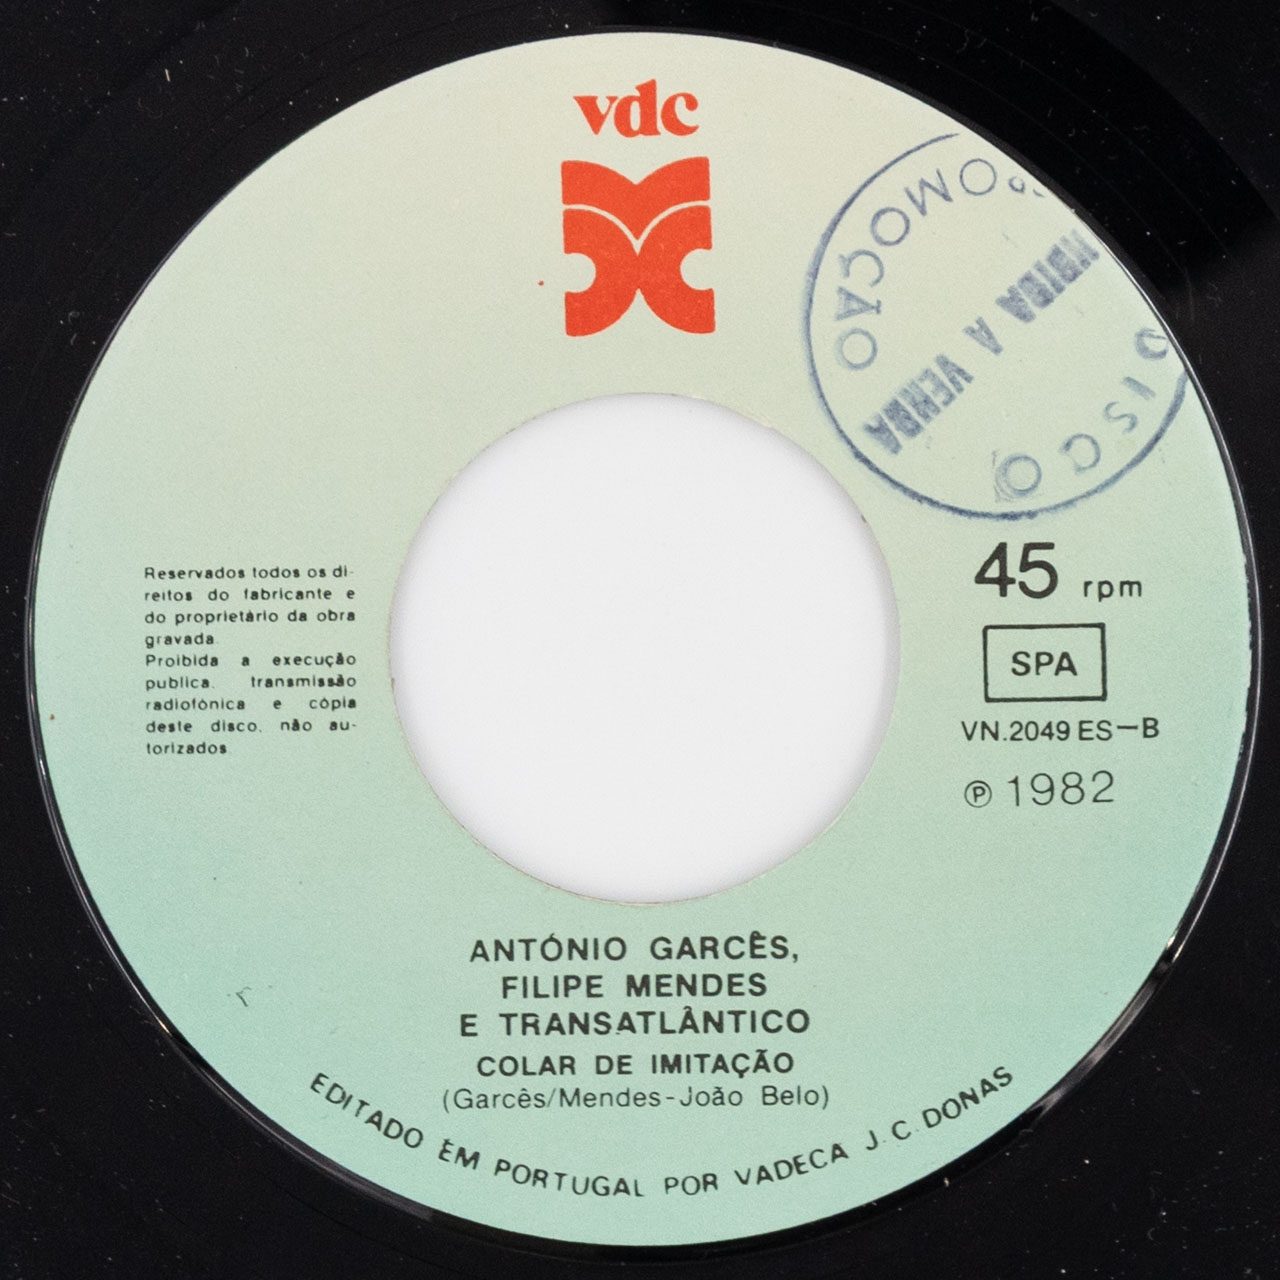 vdc
PROMOÇÃO
IBIDA A VENDA
DISCO
45 rpm
SPA
VN.2049 ES-B
℗ 1982
Reservados todos os di-
reitos do fabricante e
do proprietário da obra
gravada.
Proibida a execução
publica, transmissão
radiofónica e cópia
deste disco, não au-
torizados
ANTÓNIO GARCÊS,
FILIPE MENDES
E TRANSATLÂNTICO
COLAR DE IMITAÇÃO
(Garcês/Mendes-João Belo)
EDITADO EM PORTUGAL POR VADECA J.C.DONAS